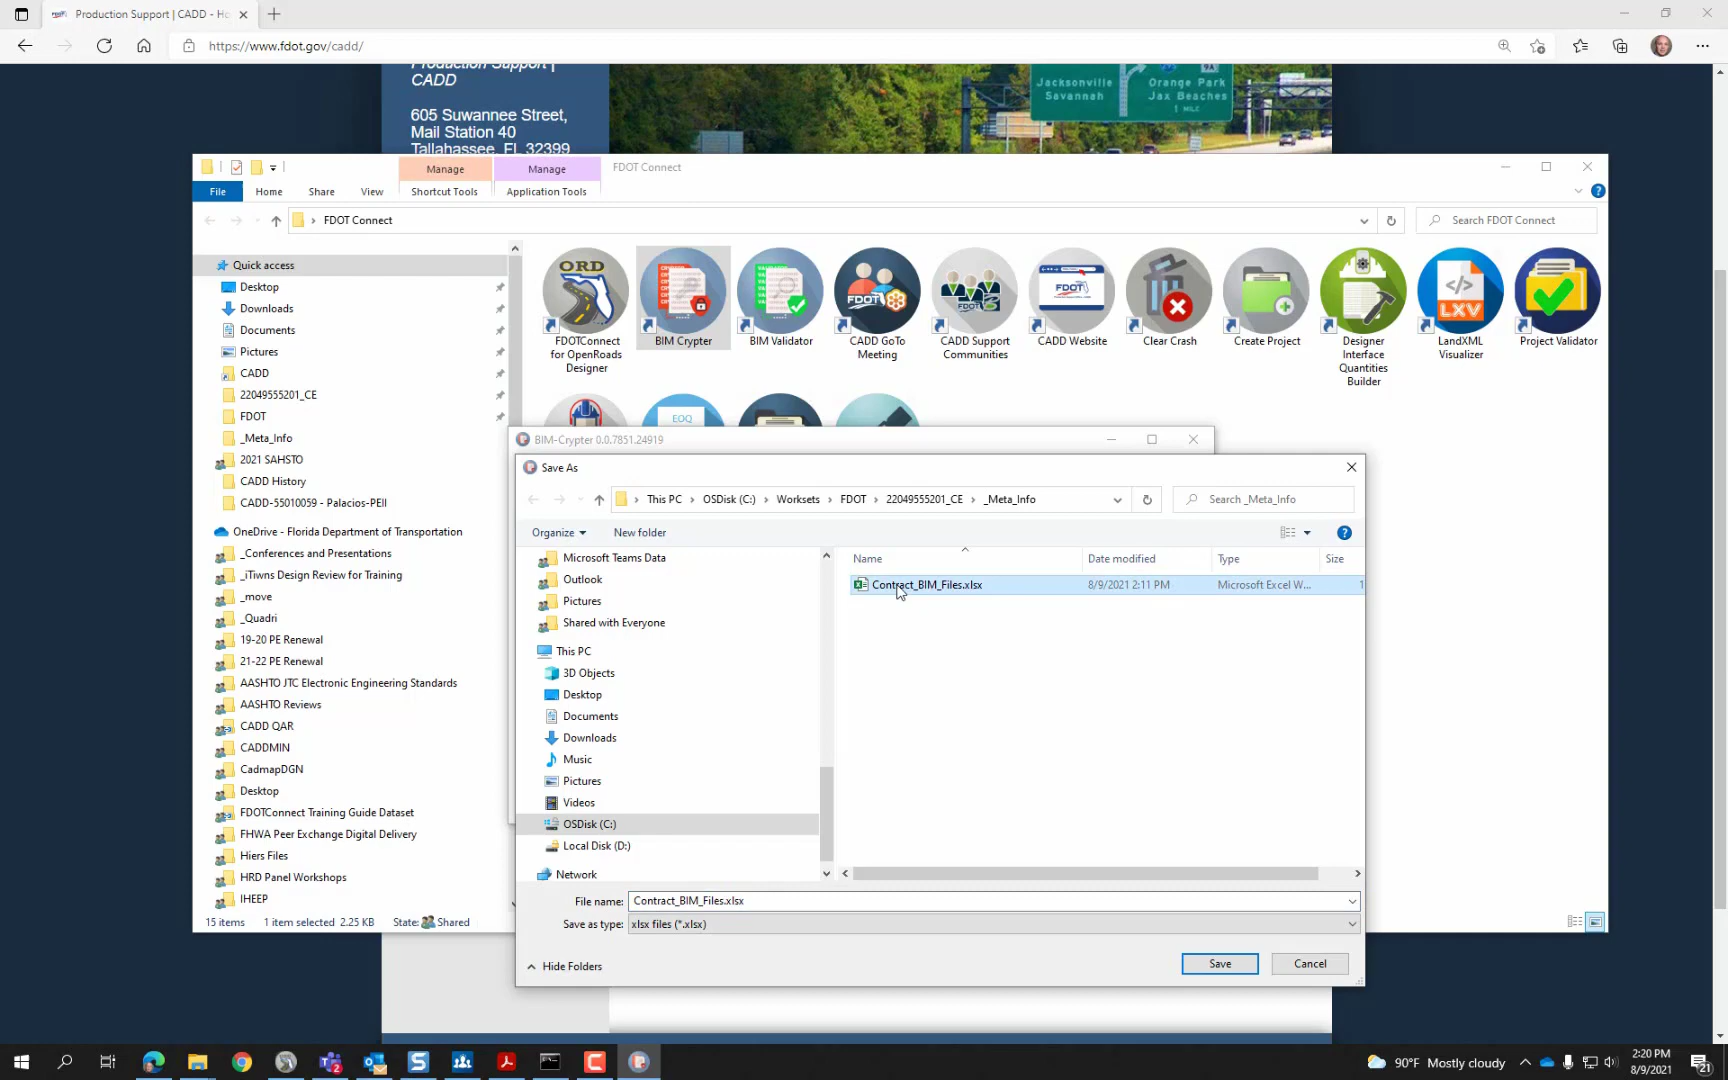 Production Support | CADD - Ho
https://www.fdot.gov/cadd/
Production Support |
CADD
605 Suwannee Street,
Mail Station 40
Tallahassee, FL 32399
Jacksonville
Savannah
Orange Park
Jax Beaches
1 MILE
Manage
Manage
FDOT Connect
File
Home
Share
View
Shortcut Tools
Application Tools
FDOT Connect
Search FDOT Connect
Quick access
Desktop
Downloads
Documents
Pictures
CADD
22049555201_CE
FDOT
_Meta_Info
2021 SAHSTO
CADD History
CADD-55010059 - Palacios-PEII
OneDrive - Florida Department of Transportation
_Conferences and Presentations
_iTiwns Design Review for Training
_move
_Quadri
19-20 PE Renewal
21-22 PE Renewal
AASHTO JTC Electronic Engineering Standards
AASHTO Reviews
CADD QAR
CADDMIN
CadmapDGN
Desktop
FDOTConnect Training Guide Dataset
FHWA Peer Exchange Digital Delivery
Hiers Files
HRD Panel Workshops
IHEEP
15 items
1 item selected 2.25 KB
State:
Shared
ORD
FDOT
LXV
FDOTConnect
for OpenRoads
Designer
BIM Crypter
BIM Validator
CADD GoTo
Meeting
CADD Support
Communities
CADD Website
Clear Crash
Create Project
Designer
Interface
Quantities
Builder
LandXML
Visualizer
Project Validator
EOQ
BIM-Crypter 0.0.7851.24919
Save As
This PC
OSDisk (C:)
Worksets
FDOT
22049555201_CE
_Meta_Info
Search _Meta_Info
Organize
New folder
Microsoft Teams Data
Outlook
Pictures
Shared with Everyone
This PC
3D Objects
Desktop
Documents
Downloads
Music
Pictures
Videos
OSDisk (C:)
Local Disk (D:)
Network
Name
Date modified
Type
Size
Contract_BIM_Files.xlsx
8/9/2021 2:11 PM
Microsoft Excel W...
1
File name:
Contract_BIM_Files.xlsx
Save as type:
xlsx files (*.xlsx)
Hide Folders
Save
Cancel
90°F Mostly cloudy
2:20 PM
8/9/2021
21